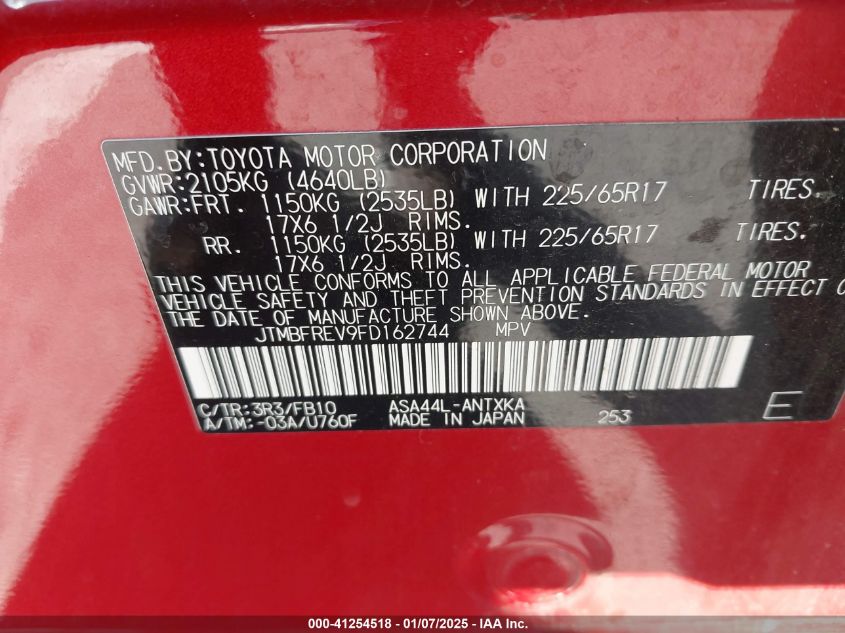 MFD.BY:TOYOTA MOTOR CORPORATION
GVWR:2105KG (4640LB)
GAWR:FRT. 1150KG (2535LB) WITH 225/65R17 TIRES.
17X6 1/2J RIMS.
RR. 1150KG (2535LB) WITH 225/65R17 TIRES.
17X6 1/2J RIMS.
THIS VEHICLE CONFORMS TO ALL APPLICABLE FEDERAL MOTOR
VEHICLE SAFETY AND THEFT PREVENTION STANDARDS IN EFFECT
THE DATE OF MANUFACTURE SHOWN ABOVE.
JTMBFREV9FD162744 MPV
C/TR:3R3/FB10 ASA44L-ANTXKA
A/TM:-03A/U760F MADE IN JAPAN 253 E
000-41254518 - 01/07/2025 - IAA Inc.